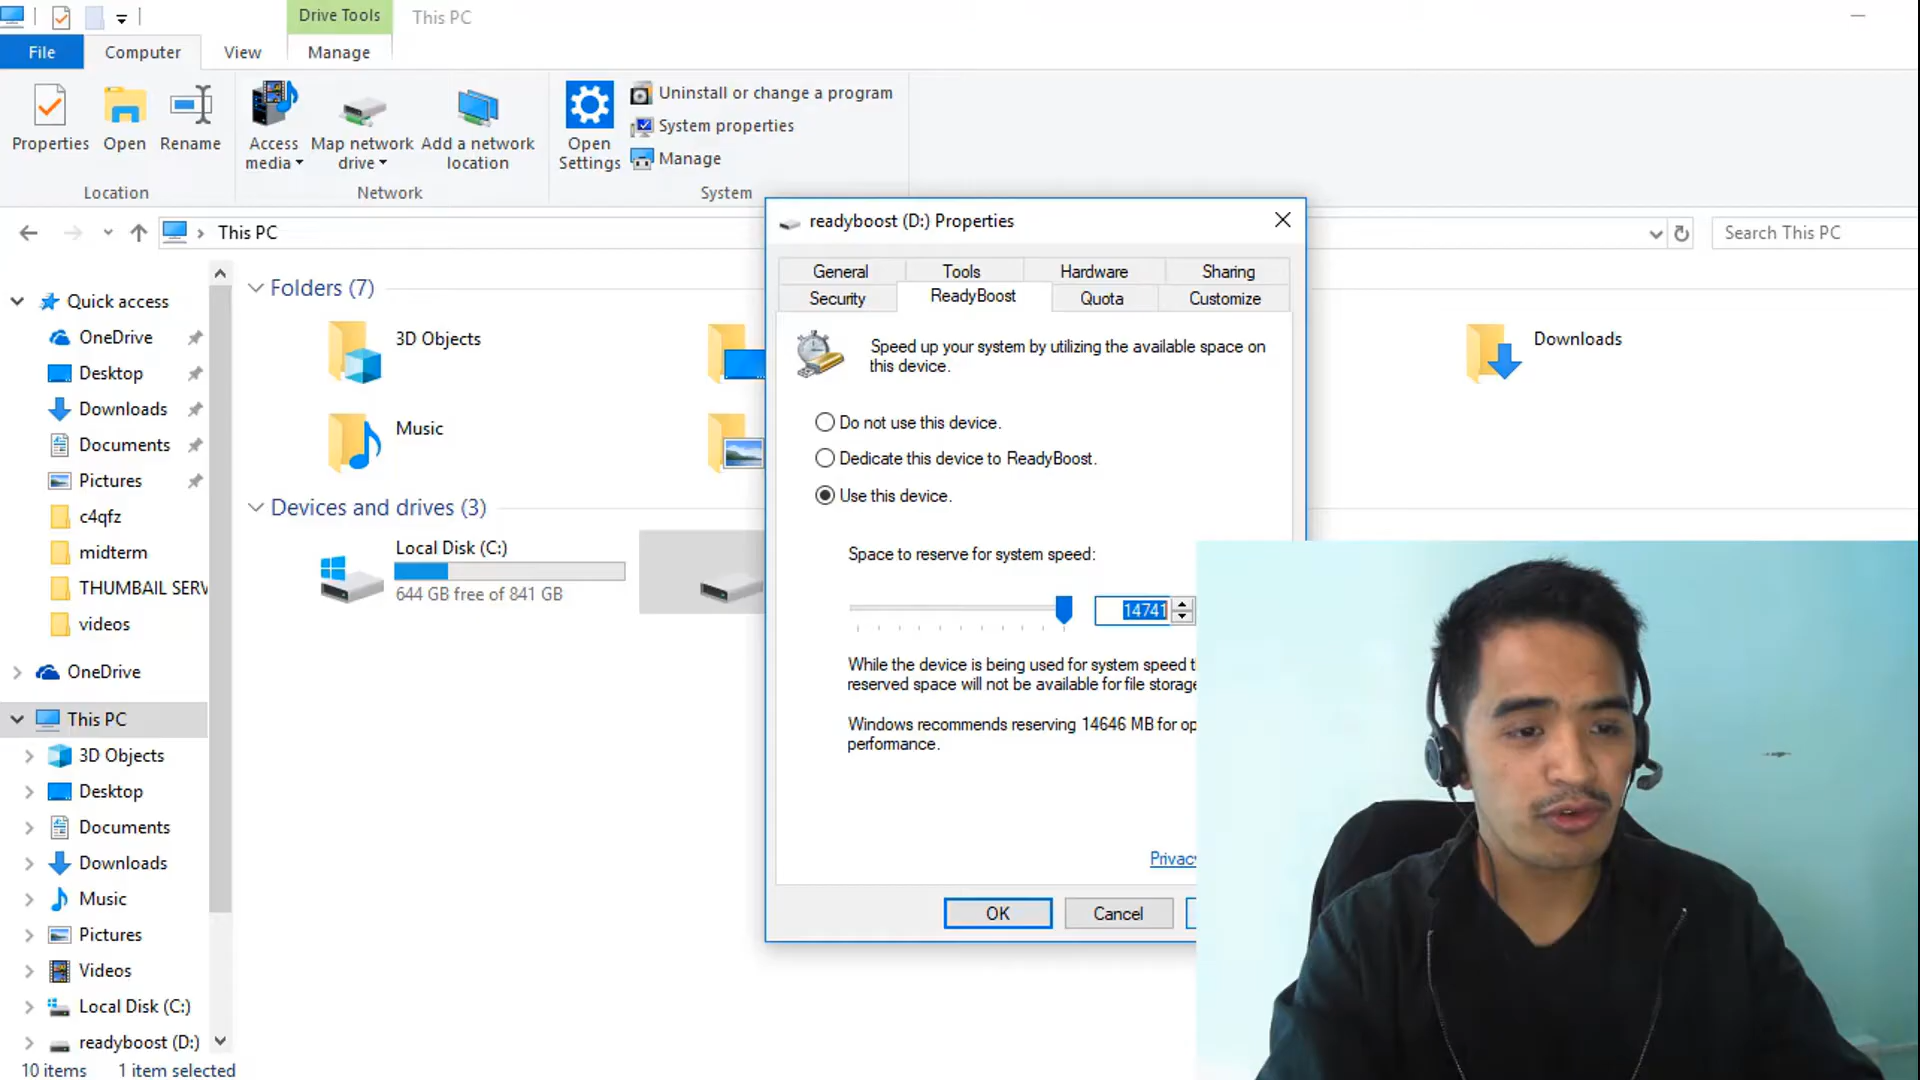 Drive Tools
This PC
File
Computer
View
Manage
Properties
Open
Rename
Access media
Map network drive
Add a network location
Open Settings
Uninstall or change a program
System properties
Manage
Location
Network
System
This PC
Search This PC
Quick access
OneDrive
Desktop
Downloads
Documents
Pictures
c4qfz
midterm
THUMBAIL SERV
videos
OneDrive
This PC
3D Objects
Desktop
Documents
Downloads
Music
Pictures
Videos
Local Disk (C:)
readyboost (D:)
10 items
1 item selected
Folders (7)
3D Objects
Downloads
Music
Devices and drives (3)
Local Disk (C:)
644 GB free of 841 GB
readyboost (D:) Properties
General
Tools
Hardware
Sharing
Security
ReadyBoost
Quota
Customize
Speed up your system by utilizing the available space on
this device.
Do not use this device.
Dedicate this device to ReadyBoost.
Use this device.
Space to reserve for system speed:
14741
While the device is being used for system speed
reserved space will not be available for file storage
Windows recommends reserving 14646 MB for
performance.
Privacy
OK
Cancel